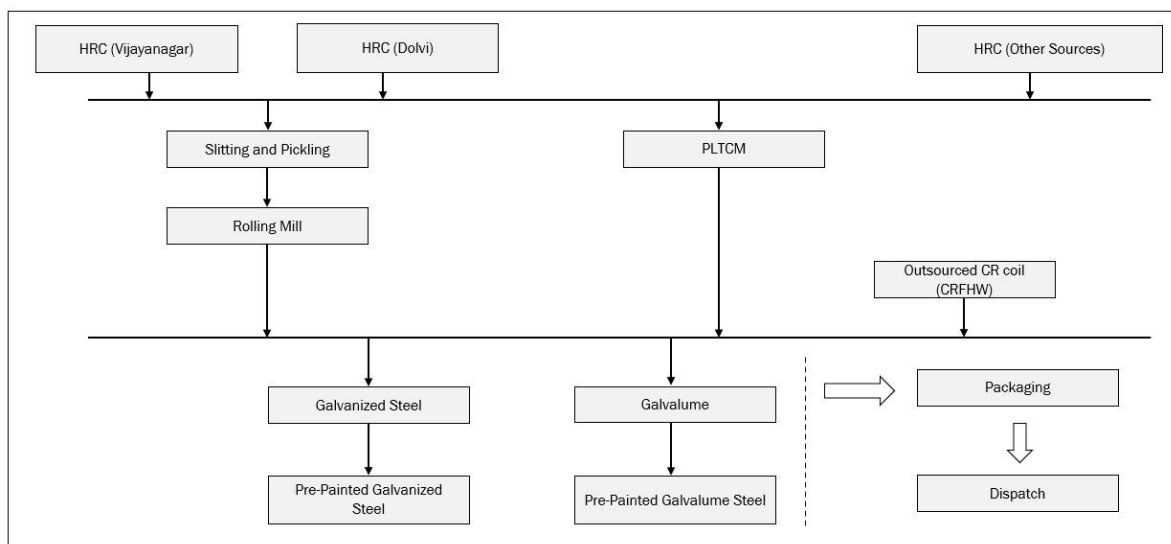 HRC (Vijayanagar)
HRC (Dolvi)
HRC (Other Sources)
Slitting and Pickling
PLTCM
Rolling Mill
Outsourced CR coil
(CRFHW)
Galvanized Steel
Galvalume
Packaging
Pre-Painted Galvanized
Steel
Pre-Painted Galvalume Steel
Dispatch